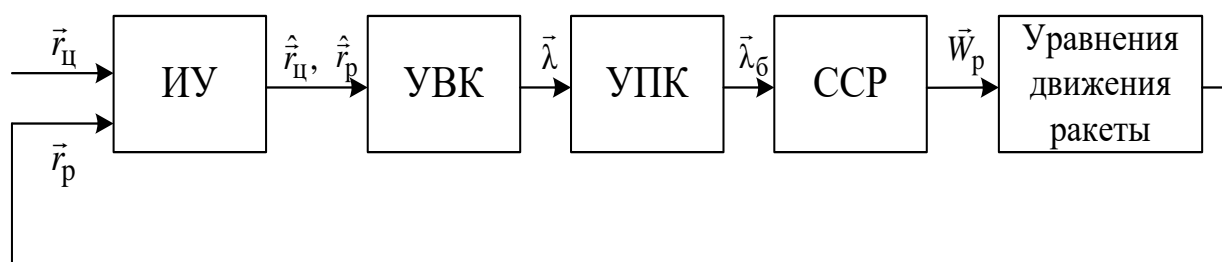 r⃗ц
r⃗р
ИУ
r⃗̂ц, r⃗̂р
УВК
λ⃗
УПК
λ⃗б
ССР
W⃗р
Уравнения
движения
ракеты